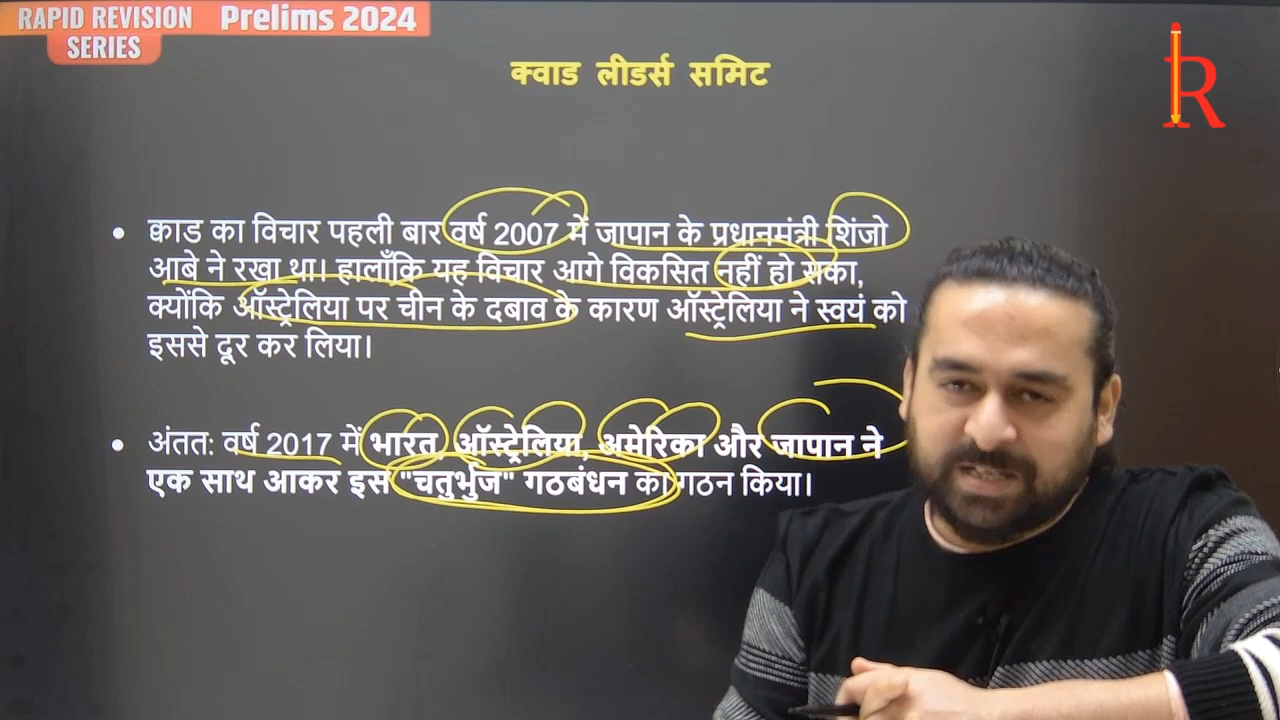 RAPID REVISION Prelims 2024
SERIES
R
क्वाड लीडर्स समिट
• क्वाड का विचार पहली बार वर्ष 2007 में जापान के प्रधानमंत्री शिंजो
आबे ने रखा था। हालाँकि यह विचार आगे विकसित नहीं हो सका,
क्योंकि ऑस्ट्रेलिया पर चीन के दबाव के कारण ऑस्ट्रेलिया ने स्वयं को
इससे दूर कर लिया।
• अंतत: वर्ष 2017 में भारत, ऑस्ट्रेलिया, अमेरिका और जापान ने
एक साथ आकर इस "चतुर्भुज" गठबंधन का गठन किया।